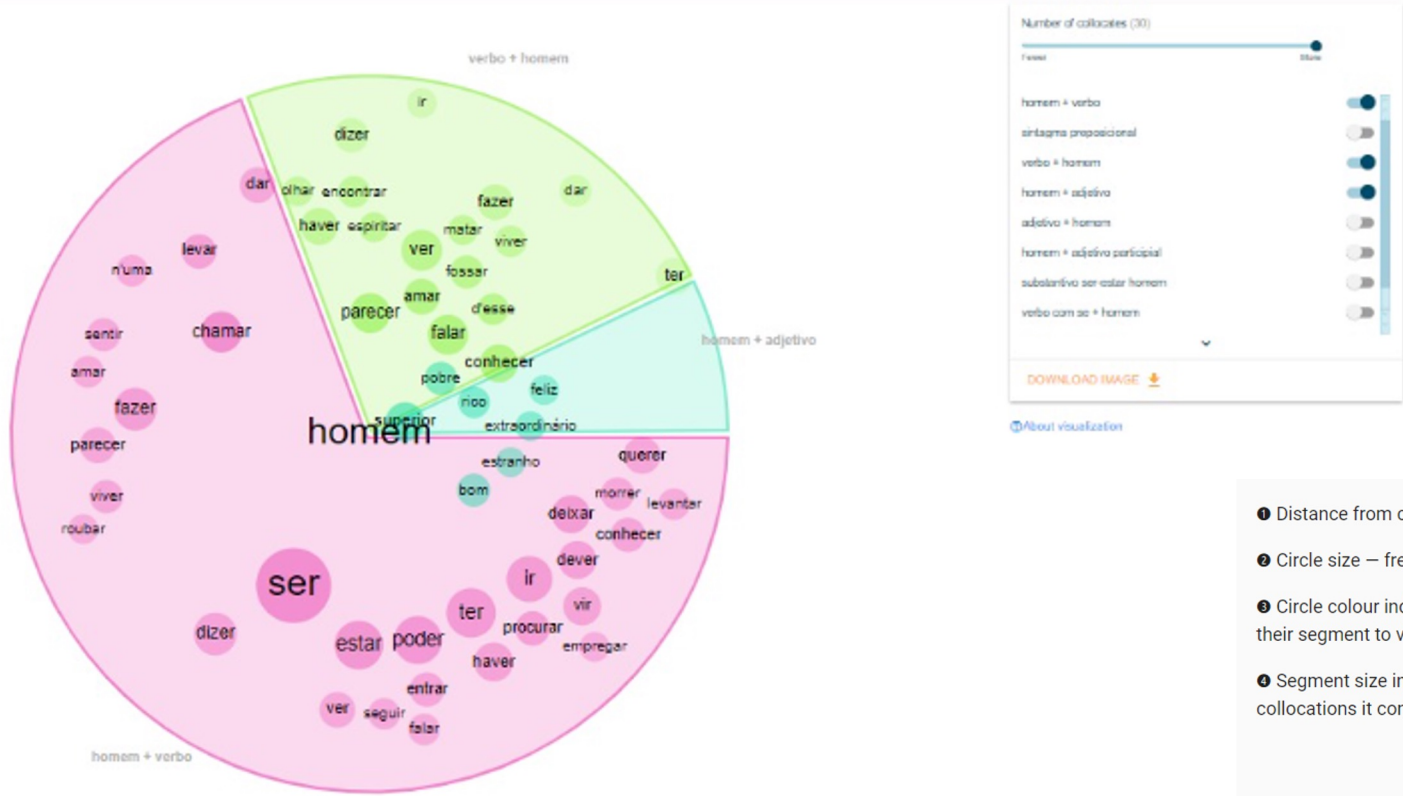 verbo + homem
ir
dizer
dar
olhar
encontrar
dar
fazer
haver
espiritar
matar
viver
levar
ver
n'uma
fossar
ter
amar
d'esse
parecer
chamar
falar
sentir
homem + adjetivo
conhecer
amar
pobre
feliz
rico
fazer
superior
extraordinário
homem
parecer
querer
estranho
bom
viver
morrer
levantar
deixar
roubar
conhecer
dever
ser
ir
vir
ter
dizer
procurar
estar
poder
empregar
haver
entrar
ver
seguir
falar
homem + verbo
Number of collocates (30)
Fewest
More
homem + verbo
sintagma preposicional
verbo + homem
homem + adjetivo
adjetivo + homem
homem + adjetivo participial
substantivo ser-estar homem
verbo com se + homem
DOWNLOAD IMAGE
About visualization
❶ Distance from c
❷ Circle size – fre
❸ Circle colour inc
their segment to v
❹ Segment size in
collocations it cor